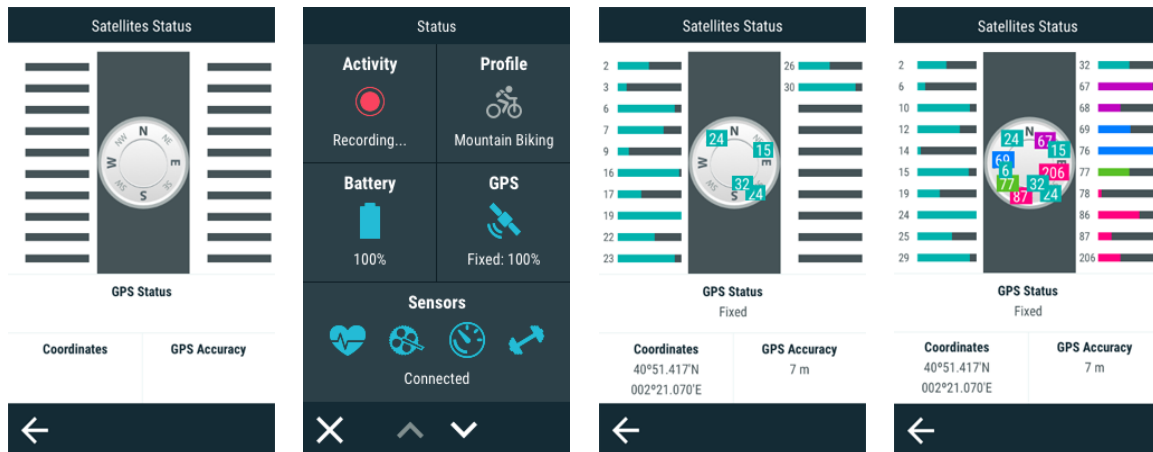 Satellites Status
N
NE
E
SE
S
SW
W
NW
GPS Status
Coordinates
GPS Accuracy
Status
Activity
Profile
Recording...
Mountain Biking
Battery
GPS
100%
Fixed: 100%
Sensors
Connected
Satellites Status
2
3
6
7
9
16
17
19
22
23
26
30
N
24
15
W
E
SW
32
24
S
GPS Status
Fixed
Coordinates
GPS Accuracy
40º51.417'N
7 m
002º21.070'E
Satellites Status
2
6
10
12
14
15
19
24
25
29
32
67
68
69
76
77
78
86
87
206
N
24
67
15
69
E
6
206
77
32
24
87
GPS Status
Fixed
Coordinates
GPS Accuracy
40º51.417'N
7 m
002º21.070'E